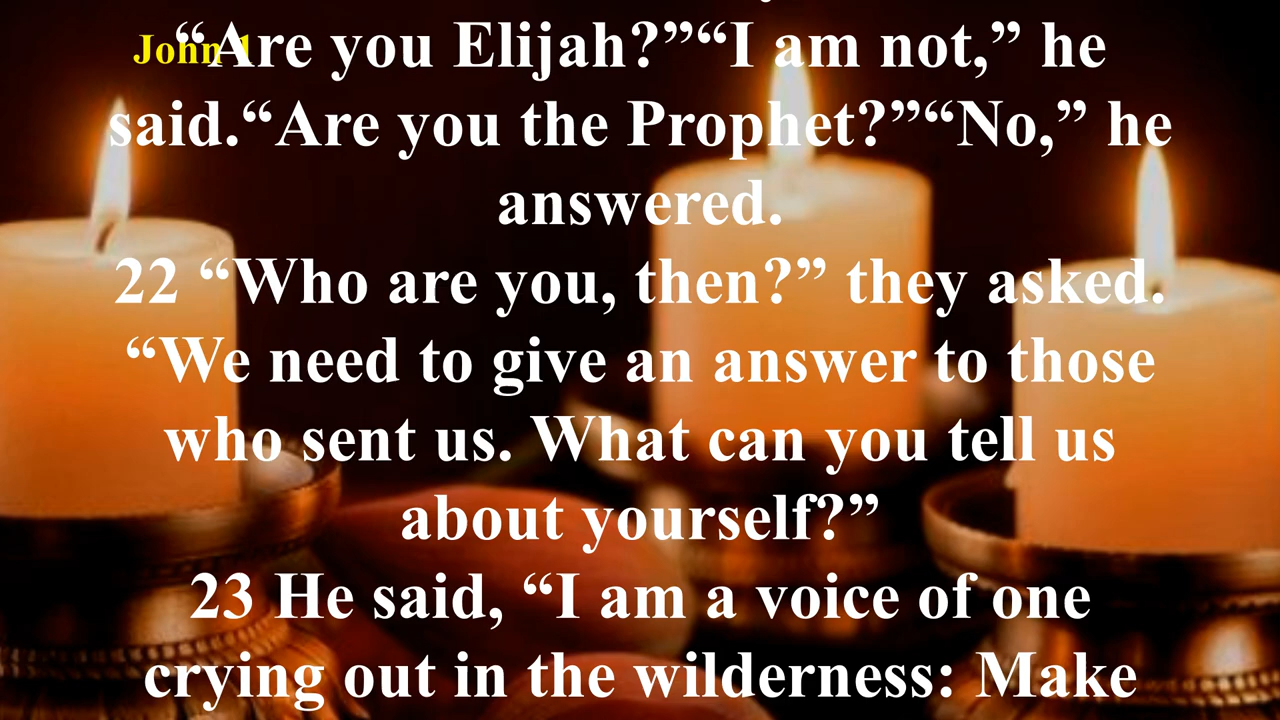 John 1
“Are you Elijah?”“I am not,” he
said.“Are you the Prophet?”“No,” he
answered.
22 “Who are you, then?” they asked.
“We need to give an answer to those
who sent us. What can you tell us
about yourself?”
23 He said, “I am a voice of one
crying out in the wilderness: Make